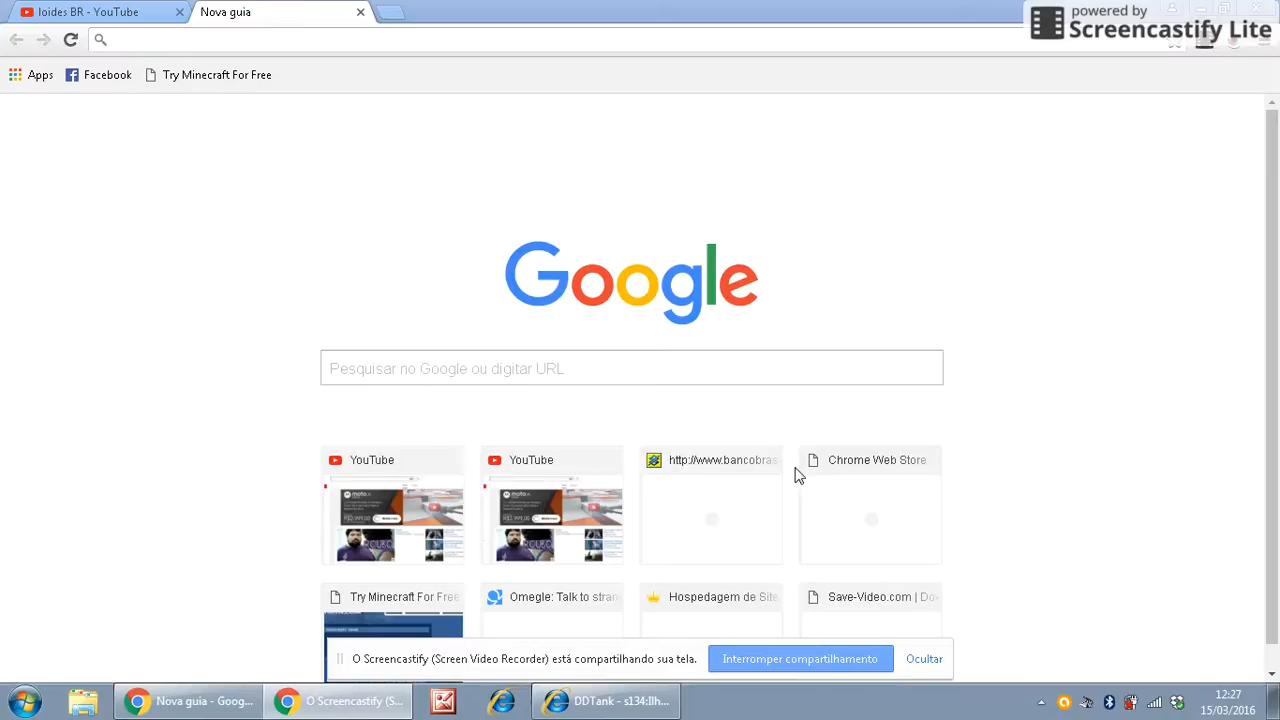 loides BR - YouTube
Nova guia
powered by
Screencastify Lite
Apps
Facebook
Try Minecraft For Free
Google
Pesquisar no Google ou digitar URL
YouTube
YouTube
http://www.bancobras
Chrome Web Store
Try Minecraft For Free
Omegle: Talk to stran
Hospedagem de Site
Save-Video.com | Do
O Screencastify (Screen Video Recorder) está compartilhando sua tela.
Interromper compartilhamento
Ocultar
Nova guia - Goog...
O Screencastify (S...
DDTank - s134:Ilh...
12:27
15/03/2016